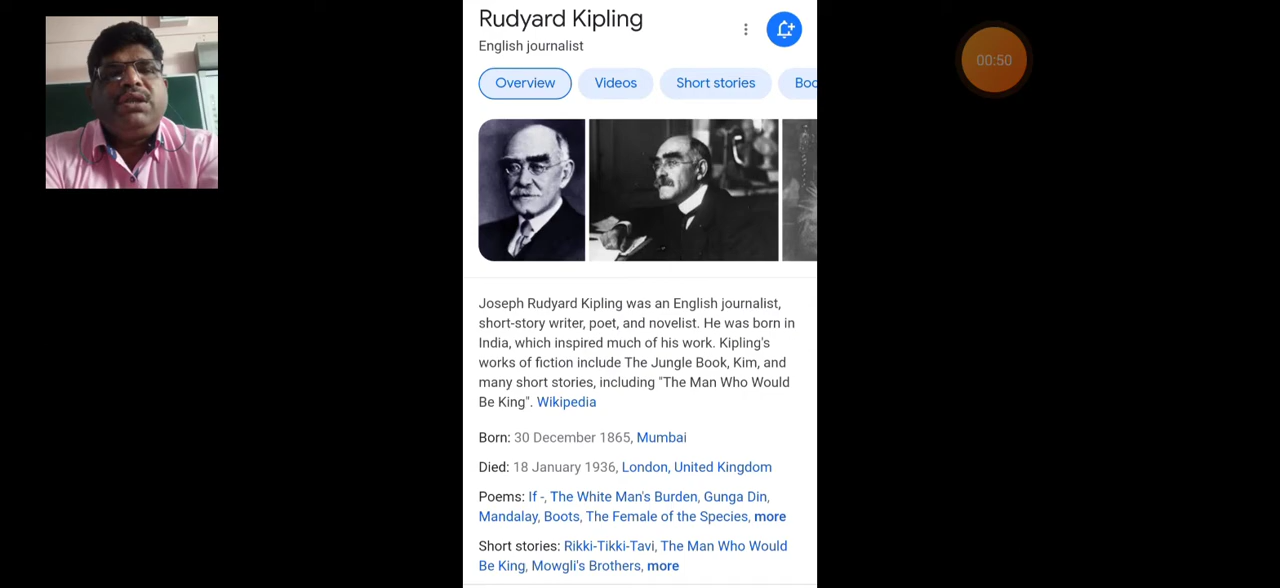 Rudyard Kipling
English journalist
00:50
Overview Videos Short stories Boo
Joseph Rudyard Kipling was an English journalist,
short-story writer, poet, and novelist. He was born in
India, which inspired much of his work. Kipling's
works of fiction include The Jungle Book, Kim, and
many short stories, including "The Man Who Would
Be King". Wikipedia
Born: 30 December 1865, Mumbai
Died: 18 January 1936, London, United Kingdom
Poems: If -, The White Man's Burden, Gunga Din,
Mandalay, Boots, The Female of the Species, more
Short stories: Rikki-Tikki-Tavi, The Man Who Would
Be King, Mowgli's Brothers, more